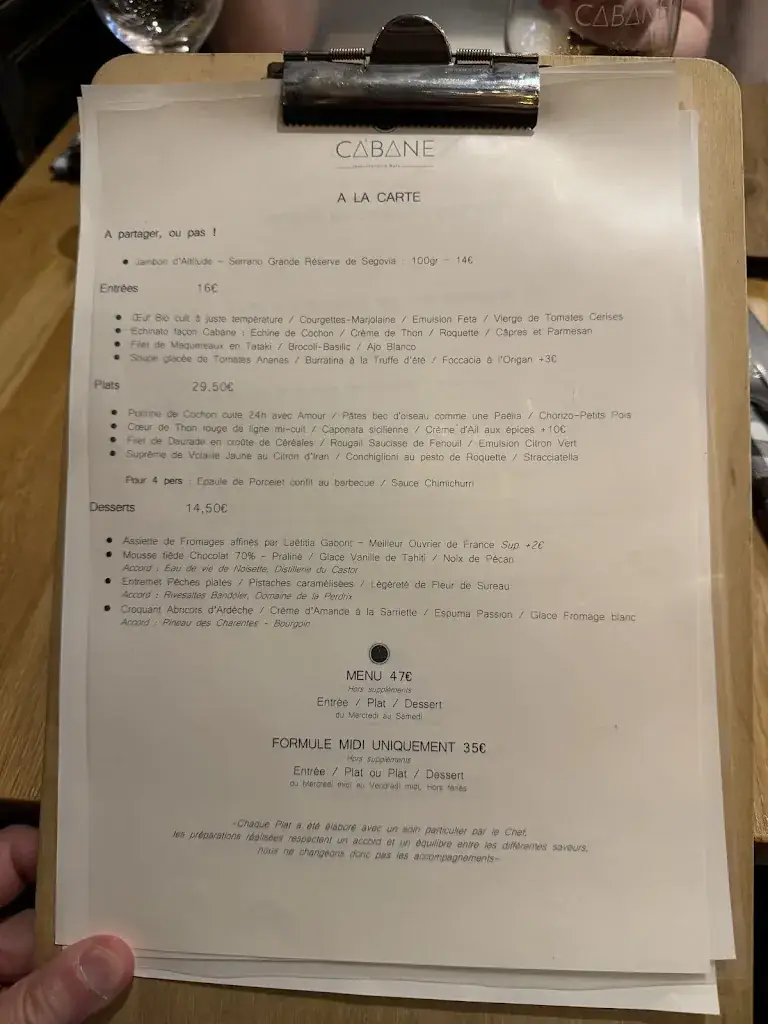 CABANE
CABANE
A LA CARTE
A partager, ou pas !
• Jambon d'Altitude - Serrano Grande Réserve de Segovia : 100gr - 14€
Entrées 16€
• Œuf Bio cuit à juste température / Courgettes-Marjolaine / Emulsion Feta / Vierge de Tomates Cerises
• Echinato façon Cabane : Echine de Cochon / Crème de Thon / Roquette / Câpres et Parmesan
• Filet de Maquereaux en Tataki / Brocoli-Basilic / Ajo Blanco
• Soupe glacée de Tomates Ananas / Burratina à la Truffe d'été / Foccacia à l'Origan +3€
Plats 29,50€
• Poitrine de Cochon cuite 24h avec Amour / Pâtes bec d'oiseau comme une Paëlla / Chorizo-Petits Pois
• Cœur de Thon rouge de ligne mi-cuit / Caponata sicilienne / Crème d'Ail aux épices +10€
• Filet de Daurade en croûte de Céréales / Rougail Saucisse de Fenouil / Emulsion Citron Vert
• Suprême de Volaille Jaune au Citron d'Iran / Conchiglioni au pesto de Roquette / Stracciatella
Pour 4 pers : Epaule de Porcelet confit au barbecue / Sauce Chimichurri
Desserts 14,50€
• Assiette de Fromages affinés par Laëtitia Gaborit - Meilleur Ouvrier de France Sup +2€
• Mousse tiède Chocolat 70% - Praliné / Glace Vanille de Tahiti / Noix de Pécan
Accord : Eau de vie de Noisette, Distillerie du Castor
• Entremet Pêches plates / Pistaches caramélisées / Légèreté de Fleur de Sureau
Accord : Rivesaltes Bandoler, Domaine de la Perdrix
• Croquant Abricots d'Ardèche / Crème d'Amande à la Sarriette / Espuma Passion / Glace Fromage blanc
Accord : Pineau des Charentes - Bourgoin
MENU 47€
Hors suppléments
Entrée / Plat / Dessert
du Mercredi au Samedi
FORMULE MIDI UNIQUEMENT 35€
Hors suppléments
Entrée / Plat ou Plat / Dessert
du Mercredi midi au Vendredi midi, Hors fériés
-Chaque Plat a été élaboré avec un soin particulier par le Chef,
les préparations réalisées respectent un accord et un équilibre entre les différentes saveurs,
nous ne changeons donc pas les accompagnements-